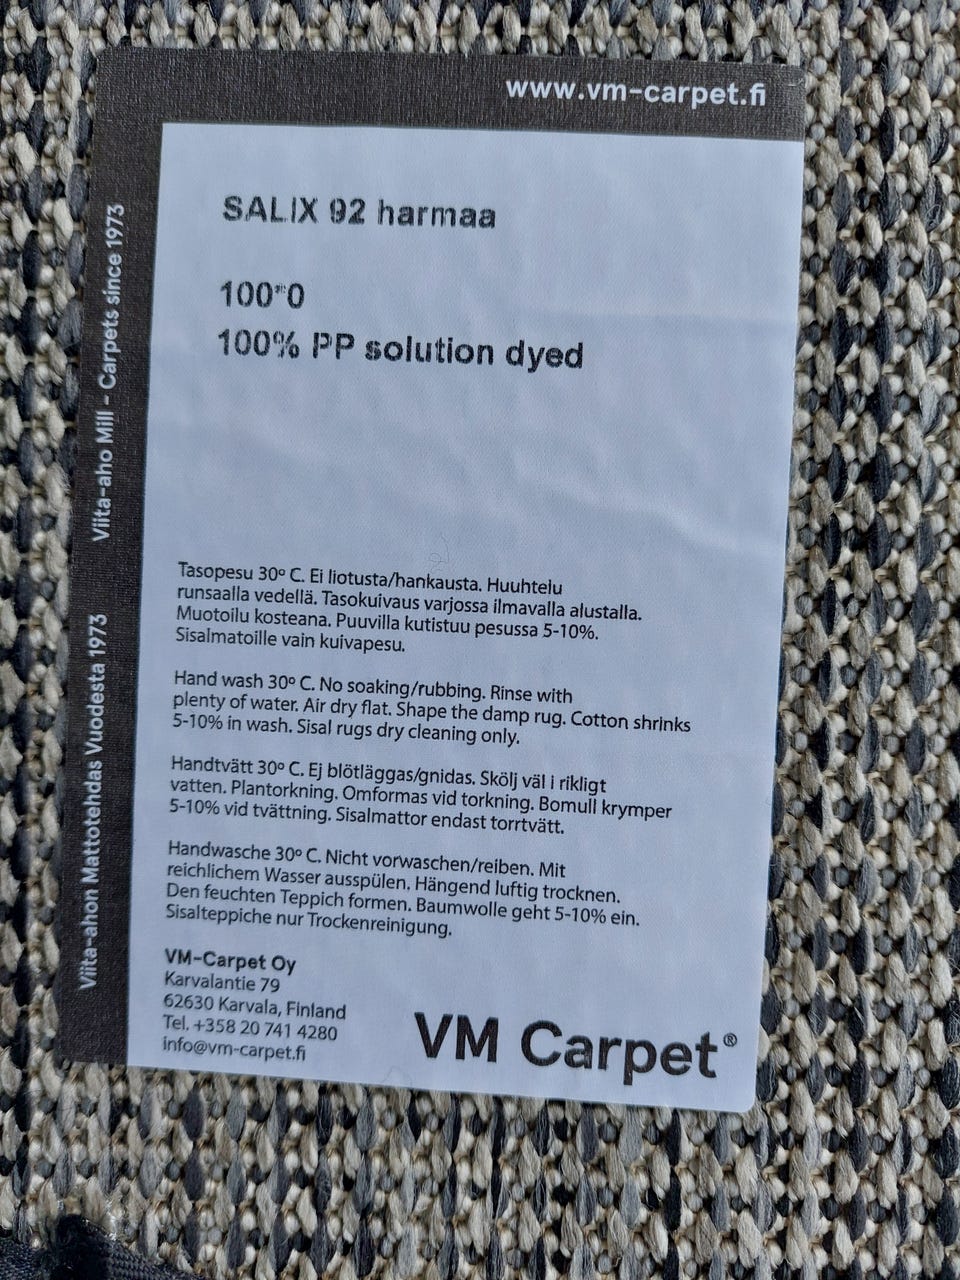 www.vm-carpet.fi
Viita-aho Mill - Carpets since 1973
Viita-ahon Mattotehdas Vuodesta 1973
SALIX 92 harmaa
100*0
100% PP solution dyed
Tasopesu 30º C. Ei liotusta/hankausta. Huuhtelu
runsaalla vedellä. Tasokuivaus varjossa ilmavalla alustalla.
Muotoilu kosteana. Puuvilla kutistuu pesussa 5-10%.
Sisalmatoille vain kuivapesu.
Hand wash 30º C. No soaking/rubbing. Rinse with
plenty of water. Air dry flat. Shape the damp rug. Cotton shrinks
5-10% in wash. Sisal rugs dry cleaning only.
Handtvätt 30º C. Ej blötläggas/gnidas. Skölj väl i rikligt
vatten. Plantorkning. Omformas vid torkning. Bomull krymper
5-10% vid tvättning. Sisalmattor endast torrtvätt.
Handwasche 30º C. Nicht vorwaschen/reiben. Mit
reichlichem Wasser ausspülen. Hängend luftig trocknen.
Den feuchten Teppich formen. Baumwolle geht 5-10% ein.
Sisalteppiche nur Trockenreinigung.
VM-Carpet Oy
Karvalantie 79
62630 Karvala, Finland
Tel. +358 20 741 4280
info@vm-carpet.fi
VM Carpet®